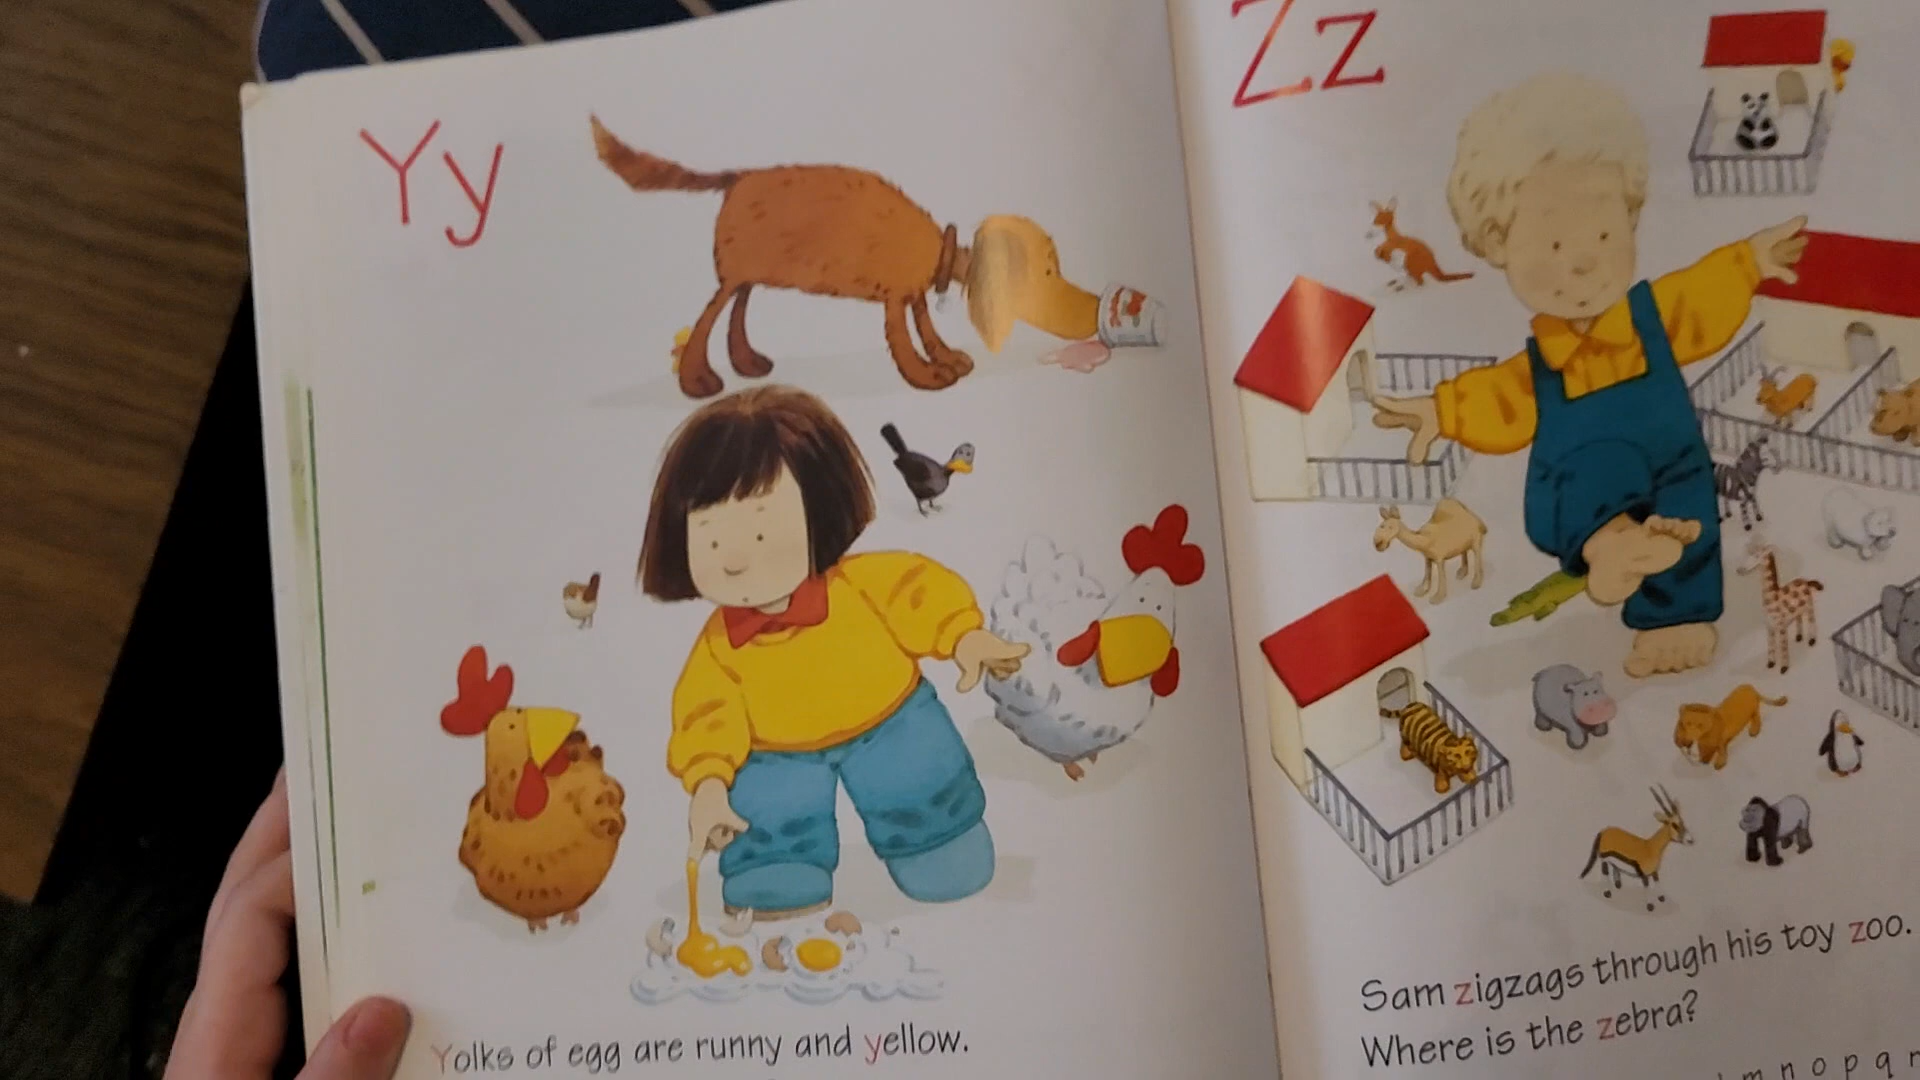 Yy
Yolks of egg are runny and yellow.
Zz
Sam zigzags through his toy zoo.
Where is the zebra?
m n o p q r